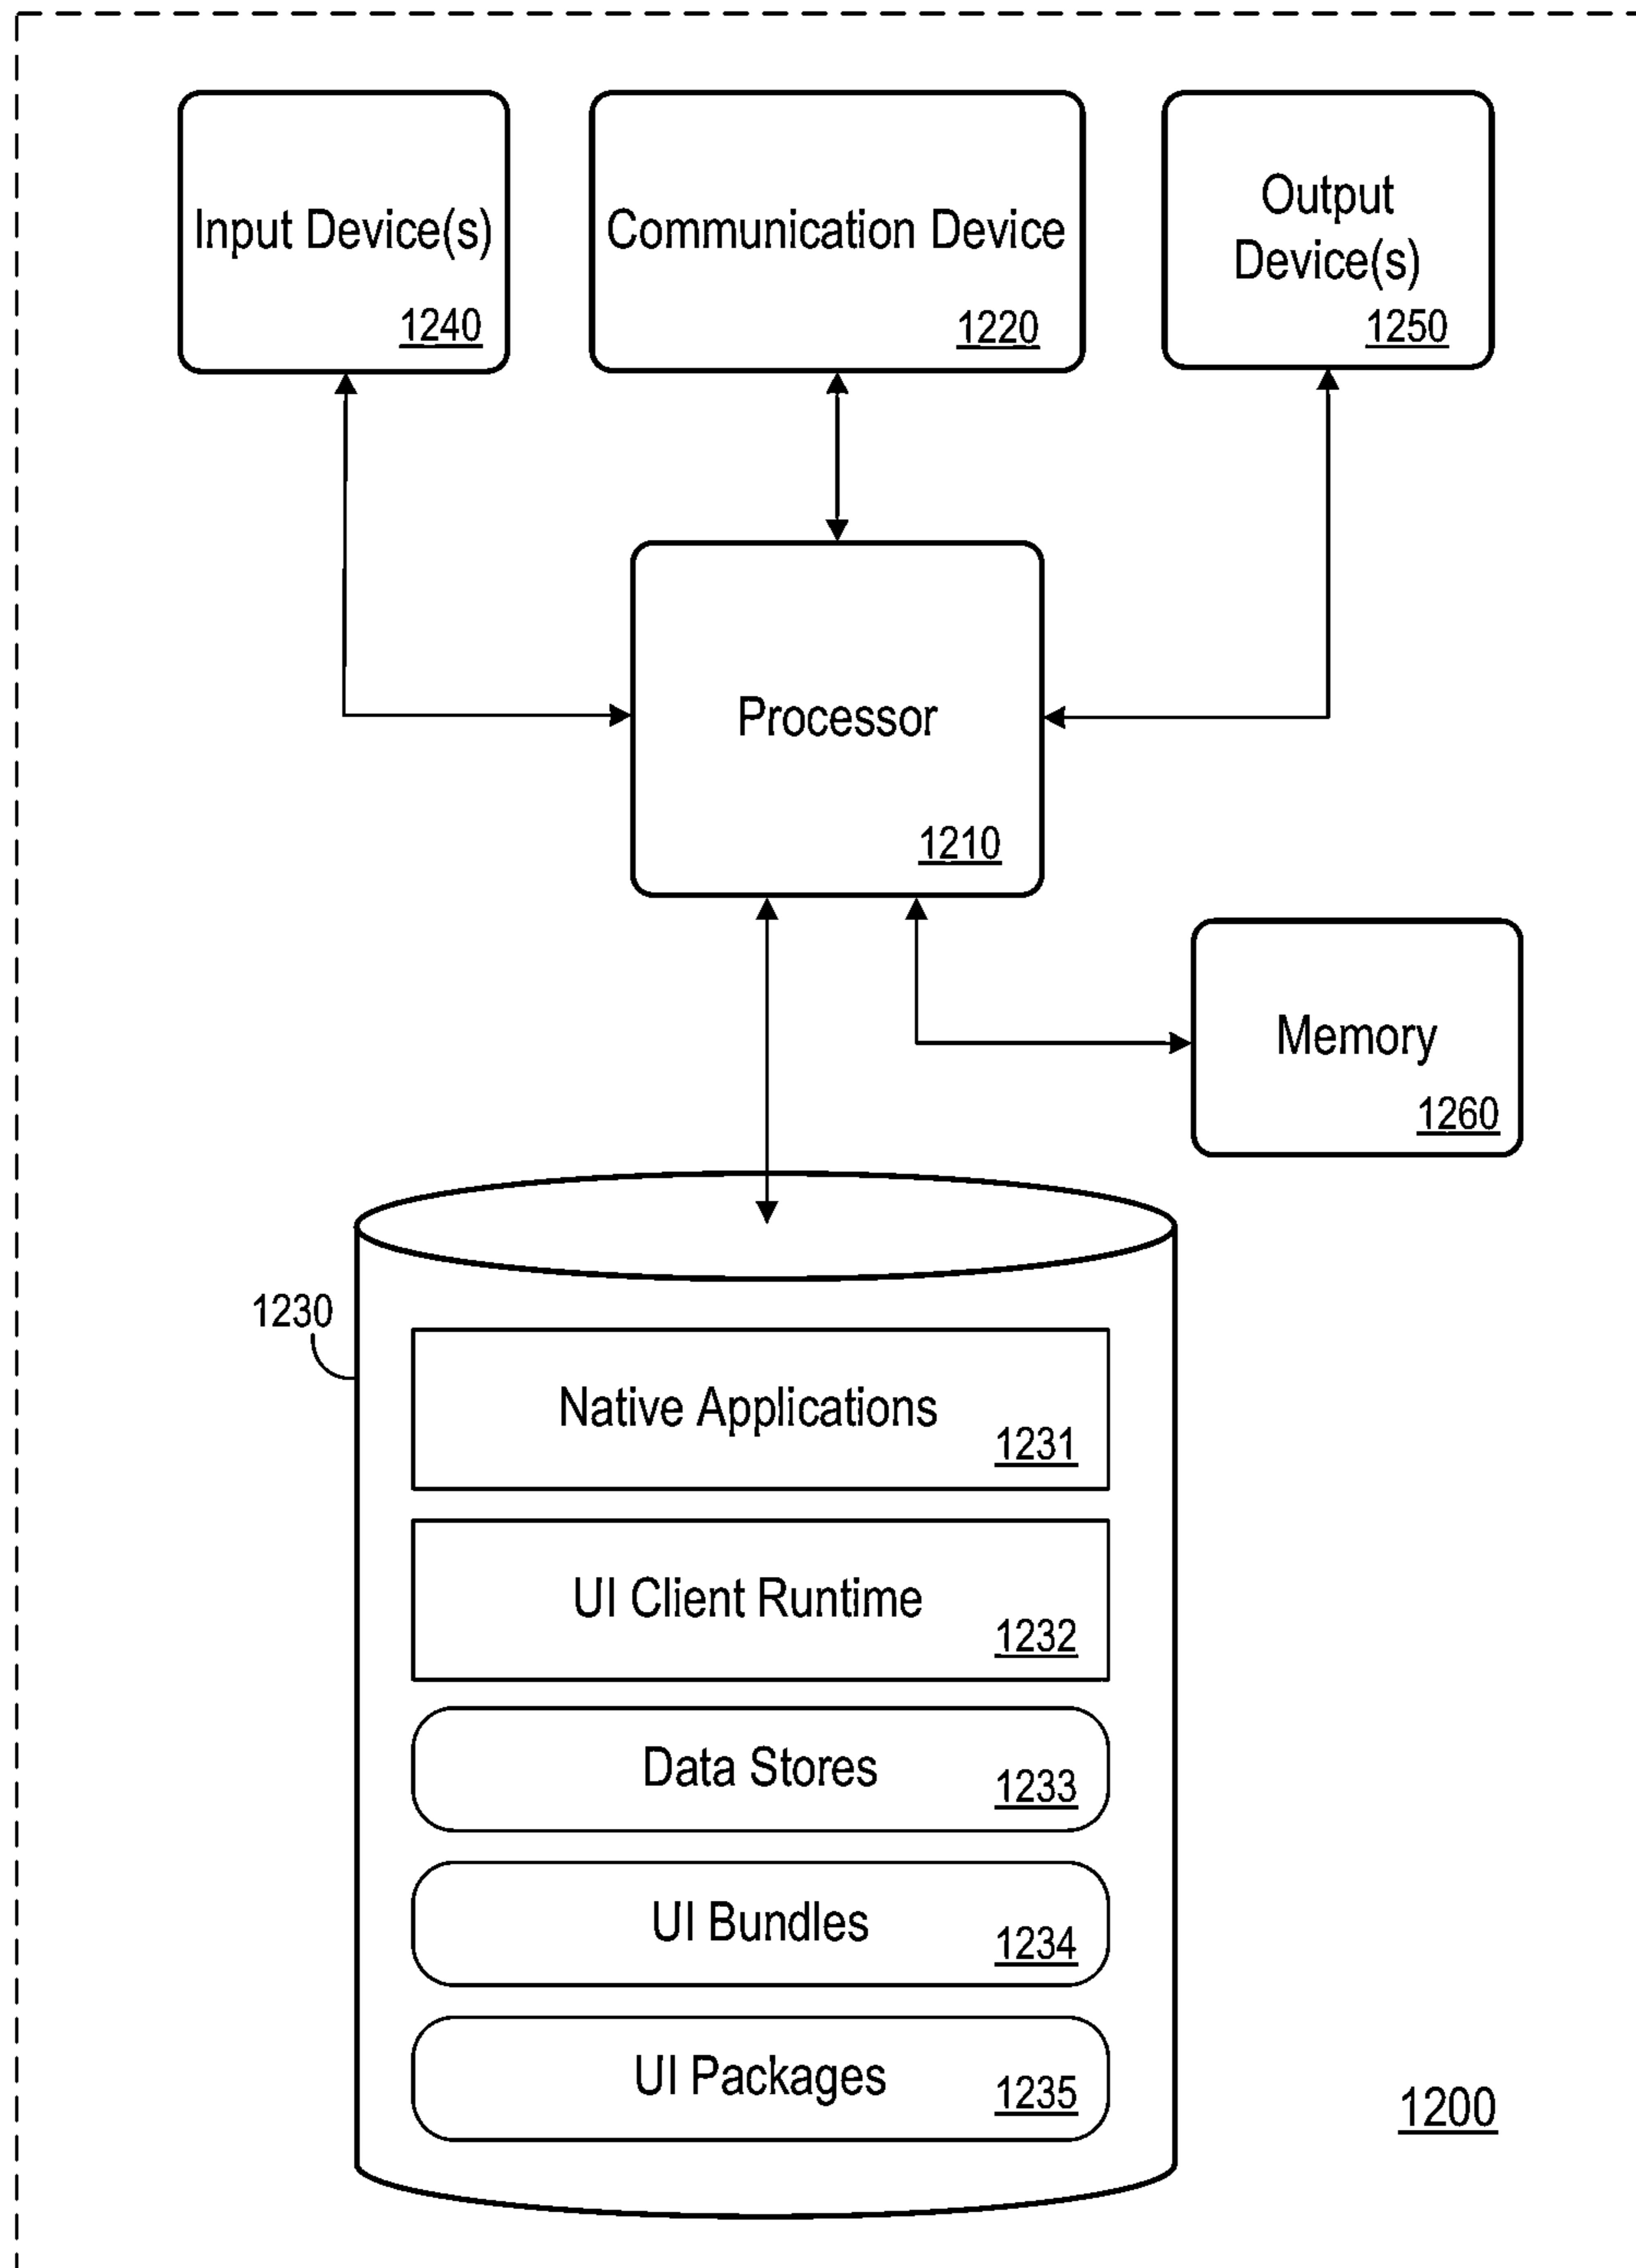 Input Device(s)
1240
Communication Device
1220
Output
Device(s)
1250
Processor
1210
Memory
1260
1230
Native Applications
1231
UI Client Runtime
1232
Data Stores
1233
UI Bundles
1234
UI Packages
1235
1200